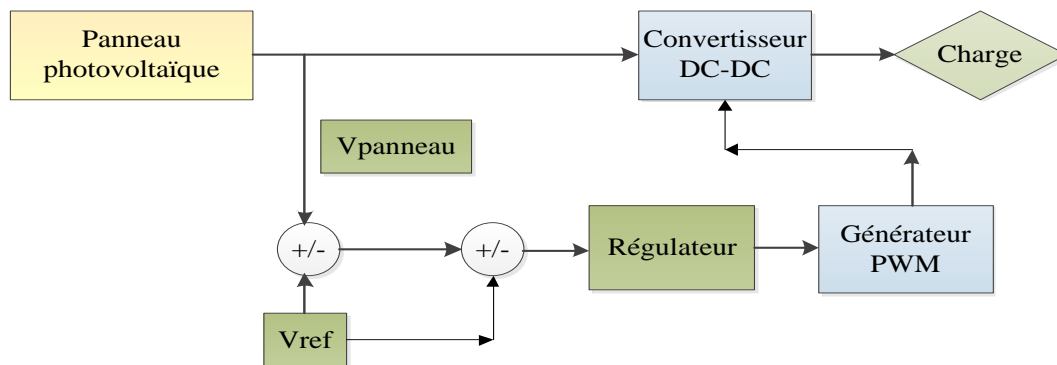 Panneau
photovoltaïque
Convertisseur
DC-DC
Charge
Vpanneau
+/-
+/-
Régulateur
Générateur
PWM
Vref